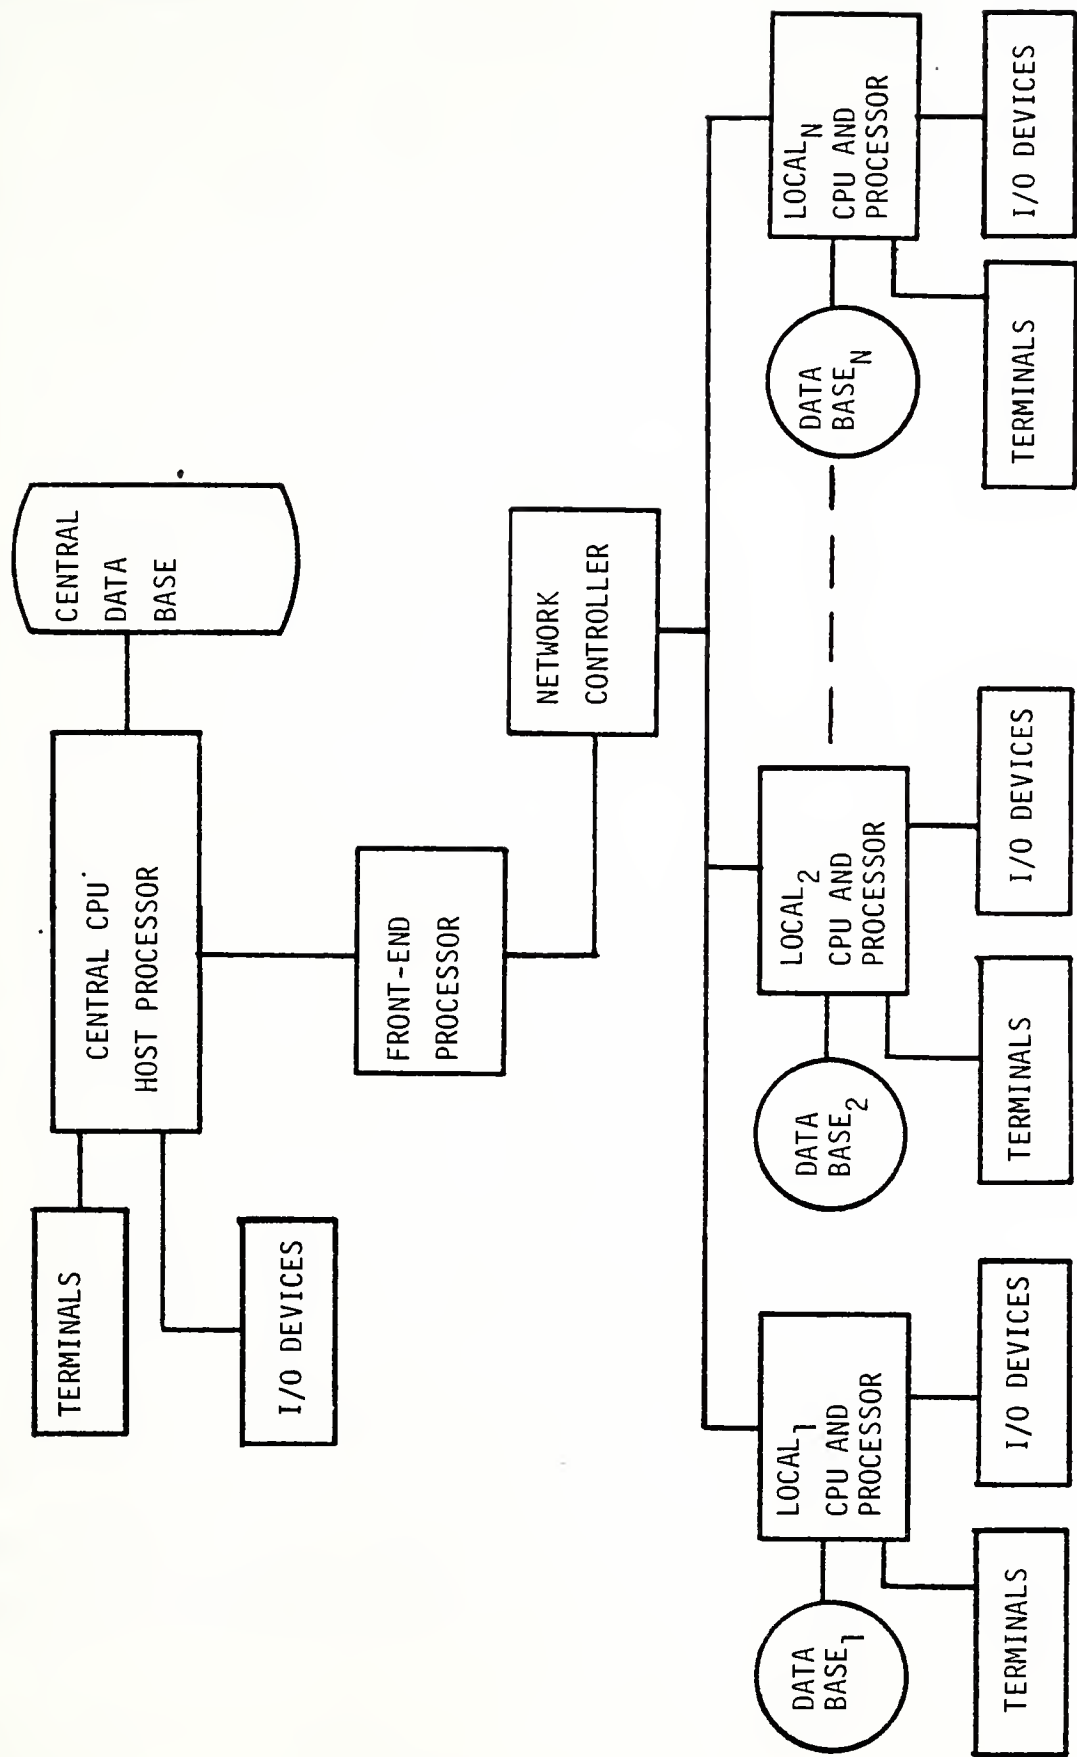 TERMINALS
CENTRAL CPU
HOST PROCESSOR
CENTRAL
DATA
BASE
I/O DEVICES
FRONT-END
PROCESSOR
NETWORK
CONTROLLER
DATA
BASE1
LOCAL1
CPU AND
PROCESSOR
TERMINALS
I/O DEVICES
DATA
BASE2
LOCAL2
CPU AND
PROCESSOR
TERMINALS
I/O DEVICES
DATA
BASEN
LOCALN
CPU AND
PROCESSOR
TERMINALS
I/O DEVICES